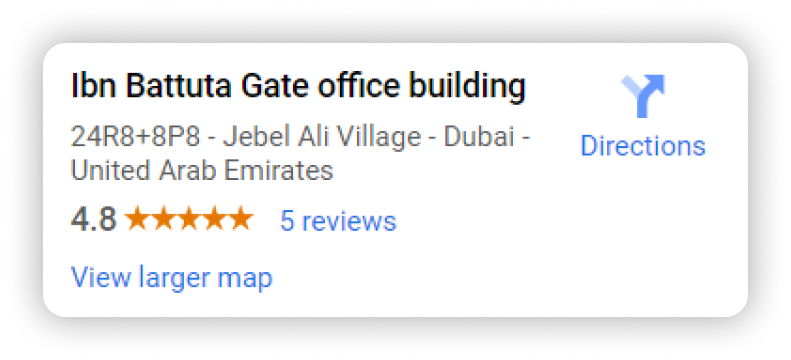 Ibn Battuta Gate office building
24R8+8P8 - Jebel Ali Village - Dubai -
United Arab Emirates
Directions
4.8 ★★★★★ 5 reviews
View larger map